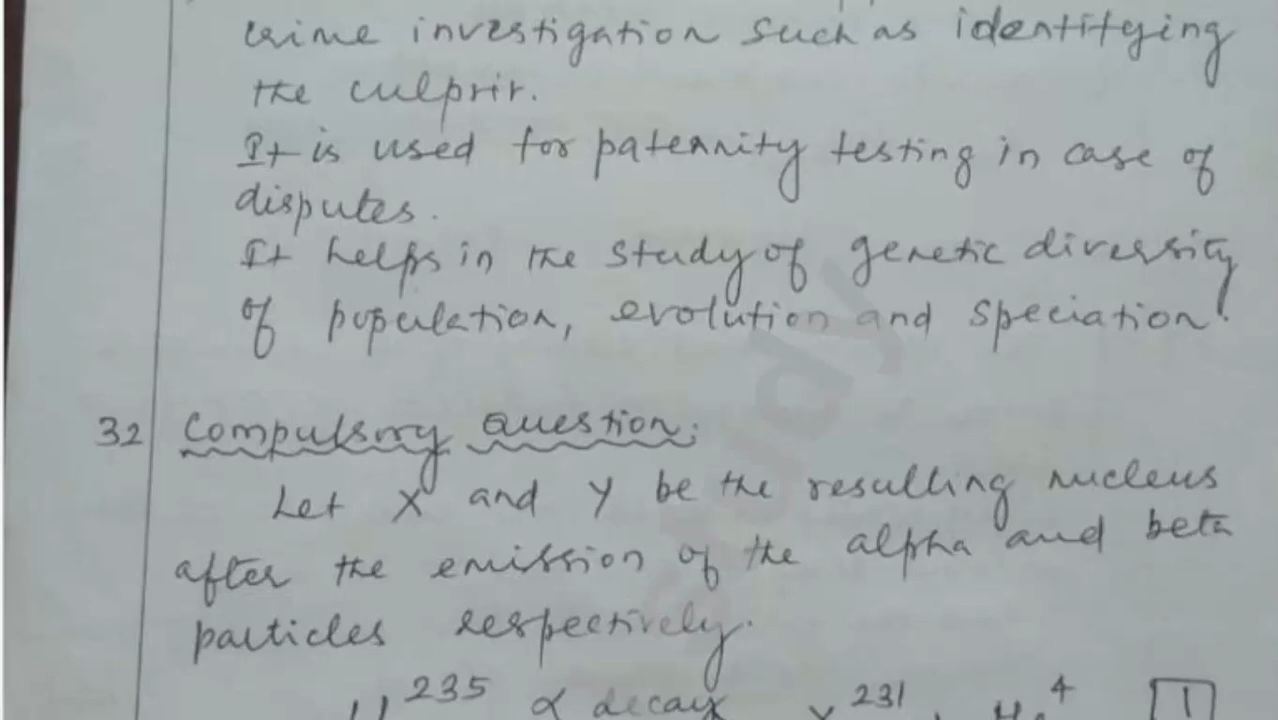 crime investigation such as identifying
the culprit.
It is used for paternity testing in case of
disputes.
It helps in the study of genetic diversity
of population, evolution and speciation.
32 Compulsory Question:
Let X and Y be the resulting nucleus
after the emission of the alpha and beta
particles respectively.
U 235 α decay X 231 + He 4 1